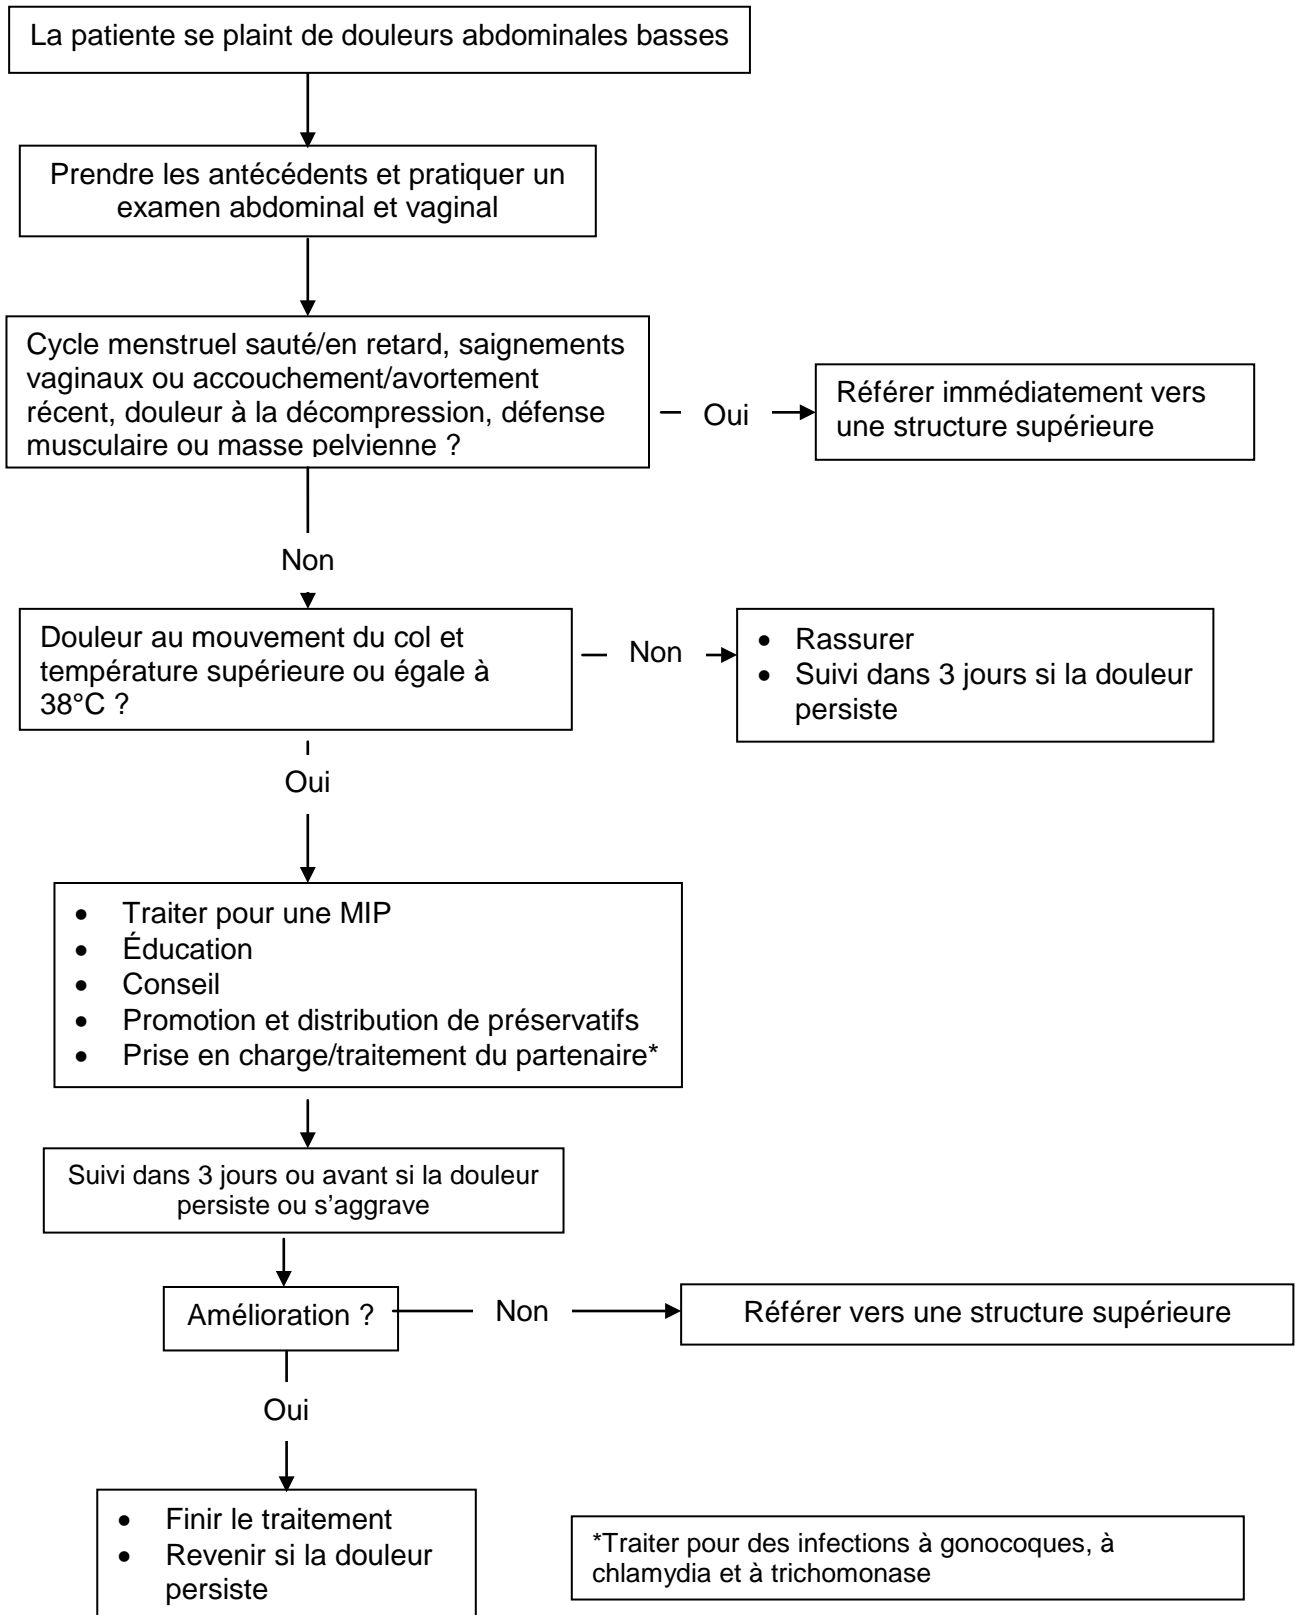 La patiente se plaint de douleurs abdominales basses
Prendre les antécédents et pratiquer un
examen abdominal et vaginal
Cycle menstruel sauté/en retard, saignements
vaginaux ou accouchement/avortement
récent, douleur à la décompression, défense
musculaire ou masse pelvienne ?
Oui
Référer immédiatement vers
une structure supérieure
Non
Douleur au mouvement du col et
température supérieure ou égale à
38°C ?
Non
• Rassurer
• Suivi dans 3 jours si la douleur
persiste
Oui
• Traiter pour une MIP
• Éducation
• Conseil
• Promotion et distribution de préservatifs
• Prise en charge/traitement du partenaire*
Suivi dans 3 jours ou avant si la douleur
persiste ou s’aggrave
Amélioration ?
Non
Référer vers une structure supérieure
Oui
• Finir le traitement
• Revenir si la douleur
persiste
*Traiter pour des infections à gonocoques, à
chlamydia et à trichomonase